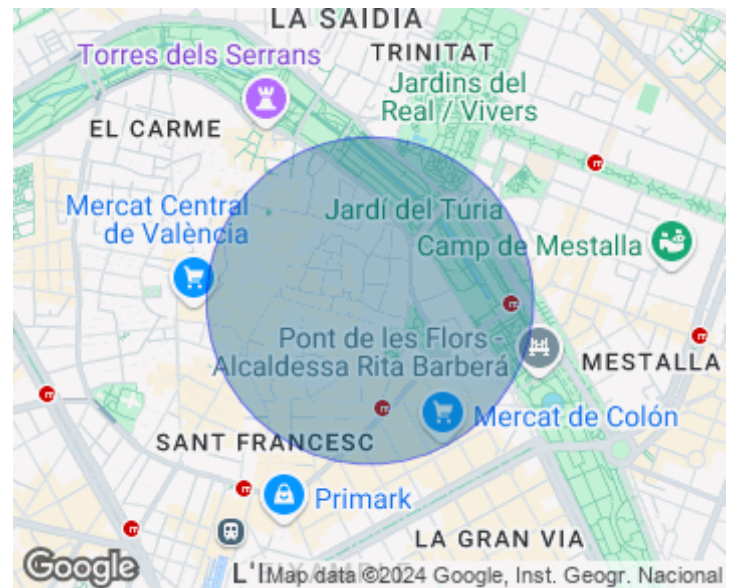 LA SAÏDIA
Torres dels Serrans
TRINITAT
Jardins del
Real / Vivers
EL CARME
Mercat Central
de València
Jardí del Túria
Camp de Mestalla
Pont de les Flors -
Alcaldessa Rita Barberá
MESTALLA
Mercat de Colón
SANT FRANCESC
Primark
LA GRAN VIA
Google
L'E
Map data ©2024 Google, Inst. Geogr. Nacional